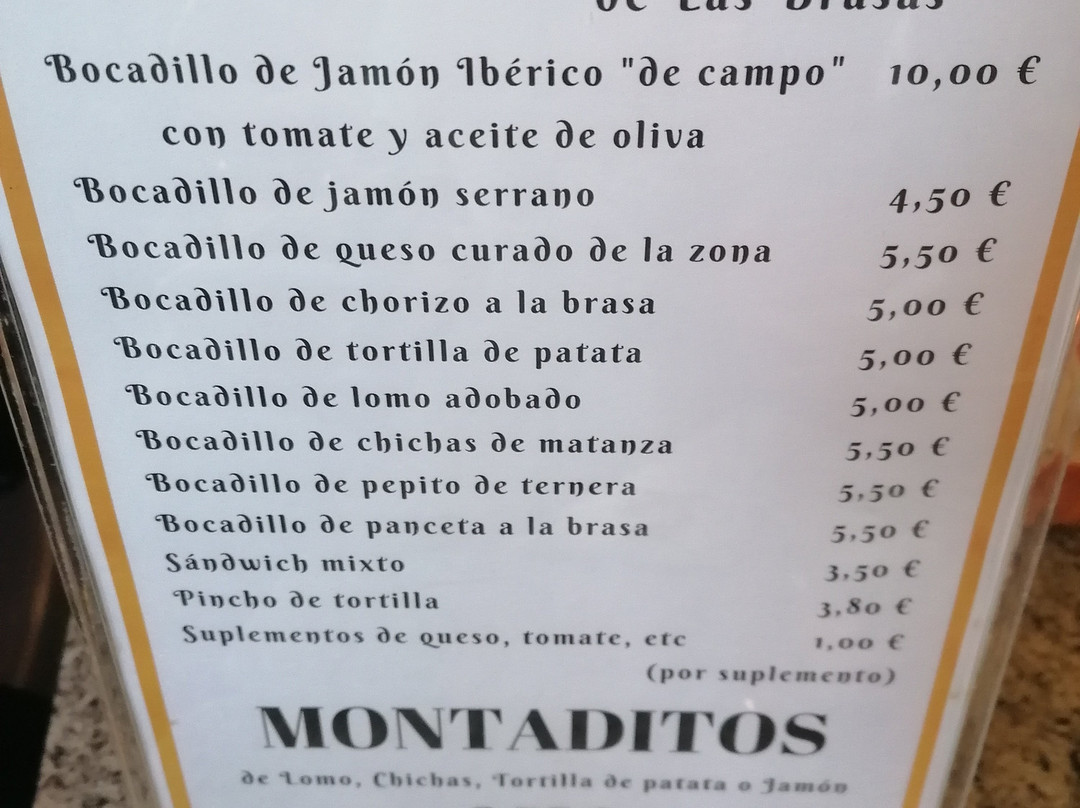 Bocadillo de Jamón Ibérico "de campo" 10,00 €
con tomate y aceite de oliva
Bocadillo de jamón serrano 4,50 €
Bocadillo de queso curado de la zona 5,50 €
Bocadillo de chorizo a la brasa 5,00 €
Bocadillo de tortilla de patata 5,00 €
Bocadillo de lomo adobado 5,00 €
Bocadillo de chichas de matanza 5,50 €
Bocadillo de pepito de ternera 5,50 €
Bocadillo de panceta a la brasa 5,50 €
Sándwich mixto 3,50 €
Pincho de tortilla 3,80 €
Suplementos de queso, tomate, etc 1,00 €
(por suplemento)
MONTADITOS
de Lomo, Chichas, Tortilla de patata o Jamón